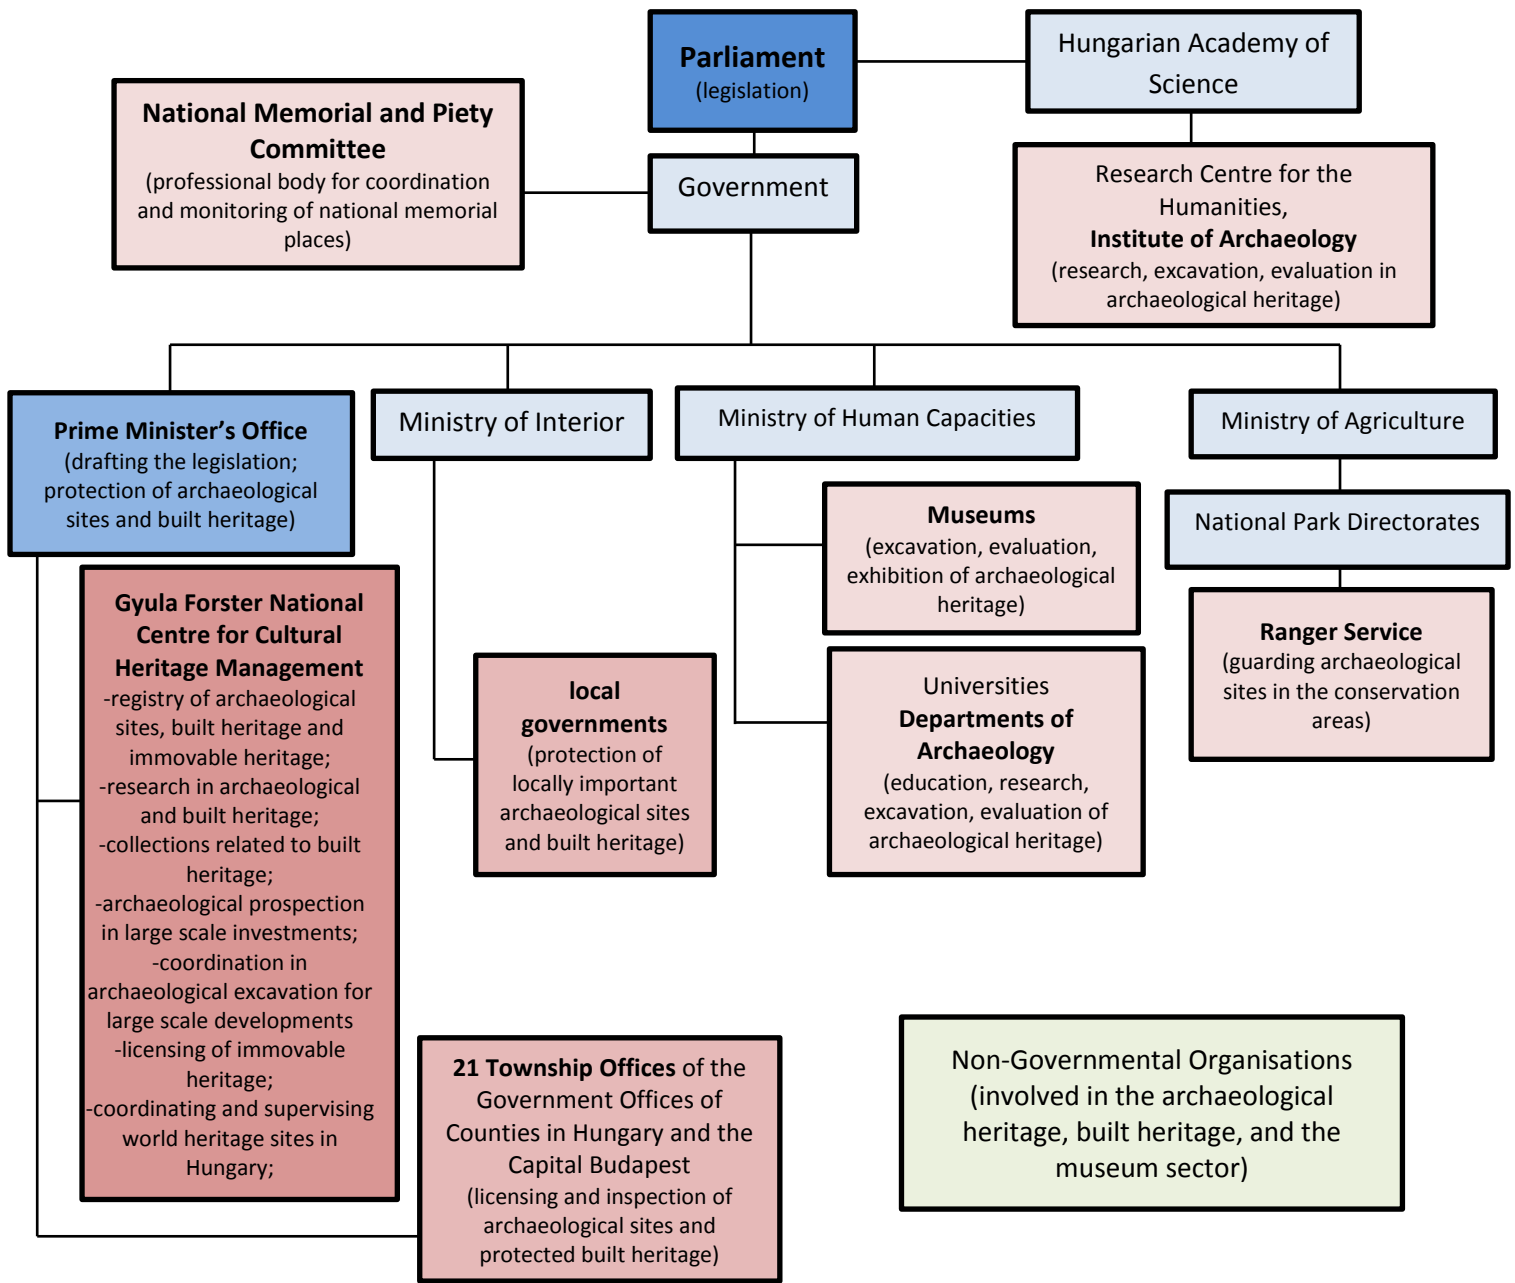 Parliament
(legislation)
Hungarian Academy of
Science
National Memorial and Piety
Committee
(professional body for coordination
and monitoring of national memorial
places)
Government
Research Centre for the
Humanities,
Institute of Archaeology
(research, excavation, evaluation in
archaeological heritage)
Prime Minister’s Office
(drafting the legislation;
protection of archaeological
sites and built heritage)
Ministry of Interior
Ministry of Human Capacities
Ministry of Agriculture
Museums
(excavation, evaluation,
exhibition of archaeological
heritage)
National Park Directorates
Gyula Forster National
Centre for Cultural
Heritage Management
-registry of archaeological
sites, built heritage and
immovable heritage;
-research in archaeological
and built heritage;
-collections related to built
heritage;
-archaeological prospection
in large scale investments;
-coordination in
archaeological excavation for
large scale developments
-licensing of immovable
heritage;
-coordinating and supervising
world heritage sites in
Hungary;
local
governments
(protection of
locally important
archaeological sites
and built heritage)
Universities
Departments of
Archaeology
(education, research,
excavation, evaluation of
archaeological heritage)
Ranger Service
(guarding archaeological
sites in the conservation
areas)
21 Township Offices of the
Government Offices of
Counties in Hungary and the
Capital Budapest
(licensing and inspection of
archaeological sites and
protected built heritage)
Non-Governmental Organisations
(involved in the archaeological
heritage, built heritage, and the
museum sector)